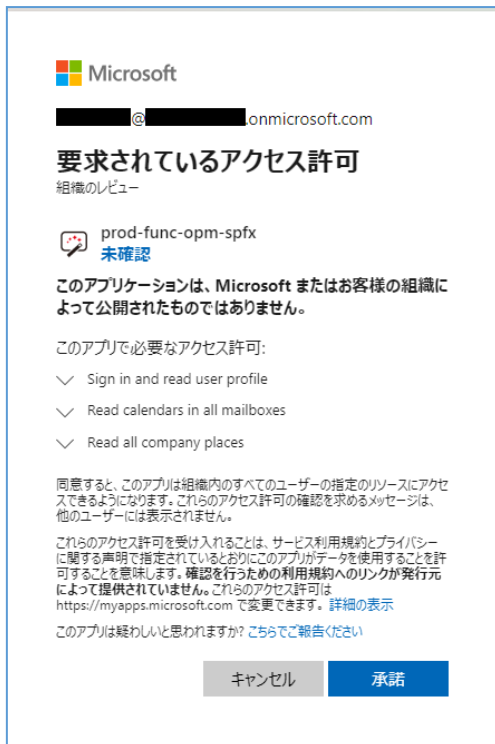 Microsoft
@ .onmicrosoft.com
要求されているアクセス許可
組織のレビュー
prod-func-opm-spfx
未確認
このアプリケーションは、Microsoft またはお客様の組織に
よって公開されたものではありません。
このアプリで必要なアクセス許可:
Sign in and read user profile
Read calendars in all mailboxes
Read all company places
同意すると、このアプリは組織内のすべてのユーザーの指定のリソースにアクセ
スできるようになります。これらのアクセス許可の確認を求めるメッセージは、
他のユーザーには表示されません。
これらのアクセス許可を受け入れることは、サービス利用規約とプライバシー
に関する声明で指定されているとおりにこのアプリがデータを使用することを許
可することを意味します。確認を行うための利用規約へのリンクが発行元
によって提供されていません。これらのアクセス許可は
https://myapps.microsoft.com で変更できます。 詳細の表示
このアプリは疑わしいと思われますか? こちらでご報告ください
キャンセル
承諾